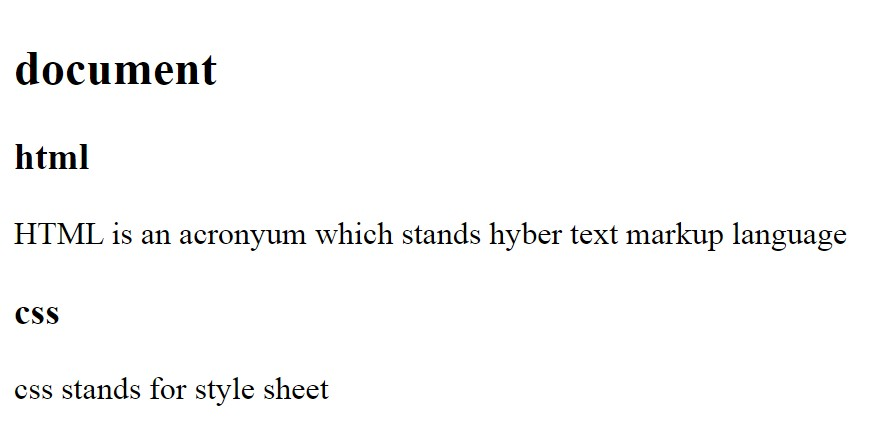 document
html
HTML is an acronyum which stands hyber text markup language
css
css stands for style sheet